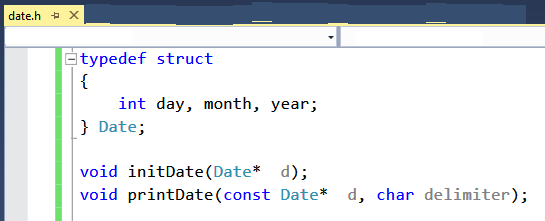 date.h
typedef struct
{
    int day, month, year;
} Date;
void initDate(Date*  d);
void printDate(const Date*  d, char delimiter);